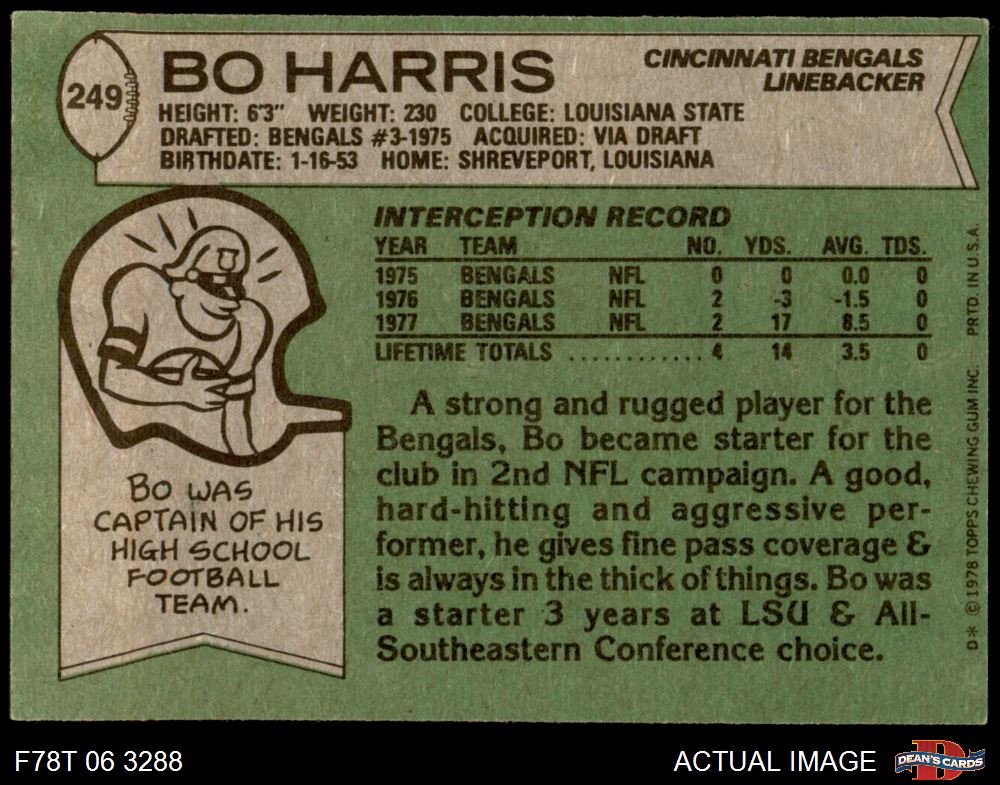 249
BO HARRIS
CINCINNATI BENGALS
LINEBACKER
HEIGHT: 6'3" WEIGHT: 230 COLLEGE: LOUISIANA STATE
DRAFTED: BENGALS #3-1975 ACQUIRED: VIA DRAFT
BIRTHDATE: 1-16-53 HOME: SHREVEPORT, LOUISIANA
INTERCEPTION RECORD
YEAR TEAM NO. YDS. AVG. TDS.
1975 BENGALS NFL 0 0 0.0 0
1976 BENGALS NFL 2 -3 -1.5 0
1977 BENGALS NFL 2 17 8.5 0
LIFETIME TOTALS ............ 4 14 3.5 0
A strong and rugged player for the
Bengals, Bo became starter for the
club in 2nd NFL campaign. A good,
hard-hitting and aggressive per-
former, he gives fine pass coverage &
is always in the thick of things. Bo was
a starter 3 years at LSU & All-
Southeastern Conference choice.
BO WAS
CAPTAIN OF HIS
HIGH SCHOOL
FOOTBALL
TEAM.
D* © 1978 TOPPS CHEWING GUM INC. PRTD. IN U.S.A.
F78T 06 3288
ACTUAL IMAGE
D
DEAN'S CARDS